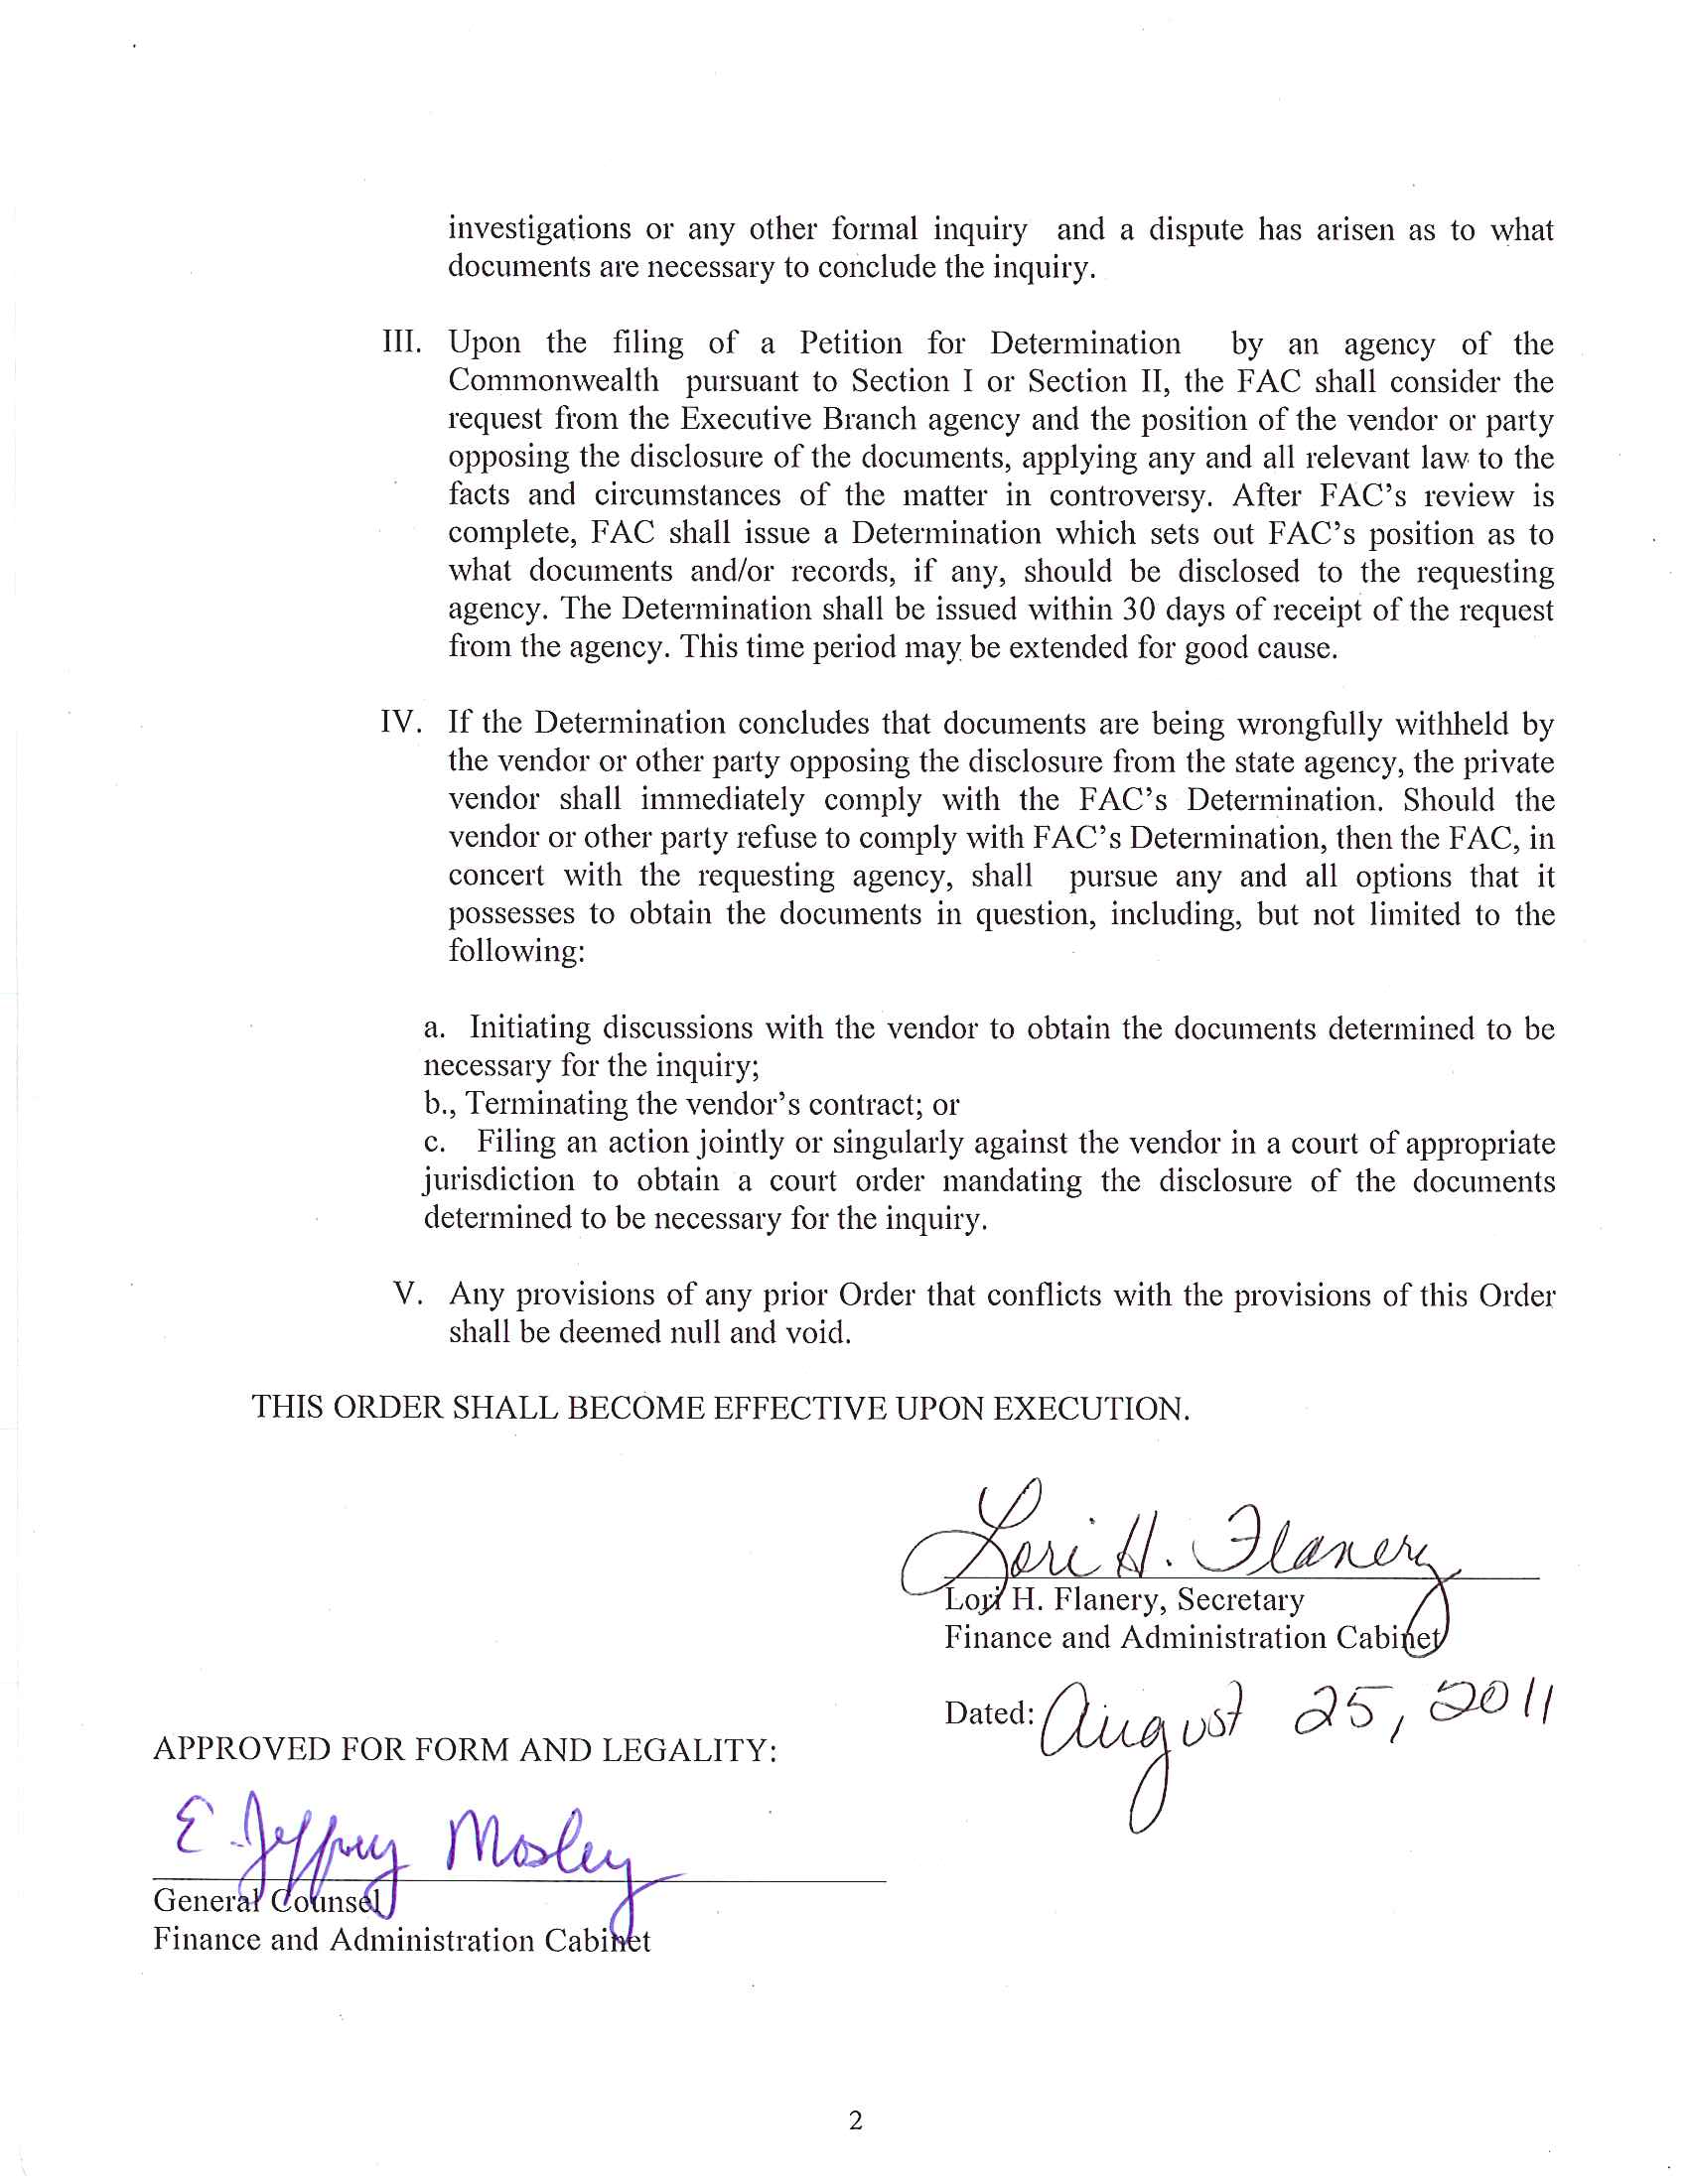 investigations or any other formal inquiry and a dispute has arisen as to what
documents are necessary to conclude the inquiry.
III. Upon the filing of a Petition for Determination by an agency of the
Commonwealth pursuant to Section I or Section II, the FAC shall consider the
request from the Executive Branch agency and the position of the vendor or party
opposing the disclosure of the documents, applying any and all relevant law to the
facts and circumstances of the matter in controversy. After FAC's review is
complete, FAC shall issue a Determination which sets out FAC's position as to
what documents and/or records, if any, should be disclosed to the requesting
agency. The Determination shall be issued within 30 days of receipt of the request
from the agency. This time period may be extended for good cause.
IV. If the Determination concludes that documents are being wrongfully withheld by
the vendor or other party opposing the disclosure from the state agency, the private
vendor shall immediately comply with the FAC's Determination. Should the
vendor or other party refuse to comply with FAC's Determination, then the FAC, in
concert with the requesting agency, shall pursue any and all options that it
possesses to obtain the documents in question, including, but not limited to the
following:
a. Initiating discussions with the vendor to obtain the documents determined to be
necessary for the inquiry;
b., Terminating the vendor's contract; or
c. Filing an action jointly or singularly against the vendor in a court of appropriate
jurisdiction to obtain a court order mandating the disclosure of the documents
determined to be necessary for the inquiry.
V. Any provisions of any prior Order that conflicts with the provisions of this Order
shall be deemed null and void.
THIS ORDER SHALL BECOME EFFECTIVE UPON EXECUTION.
Lori H. Flanery
Lori H. Flanery, Secretary
Finance and Administration Cabinet
Dated: August 25, 2011
APPROVED FOR FORM AND LEGALITY:
E Jeffrey Mosley
General Counsel
Finance and Administration Cabinet
2